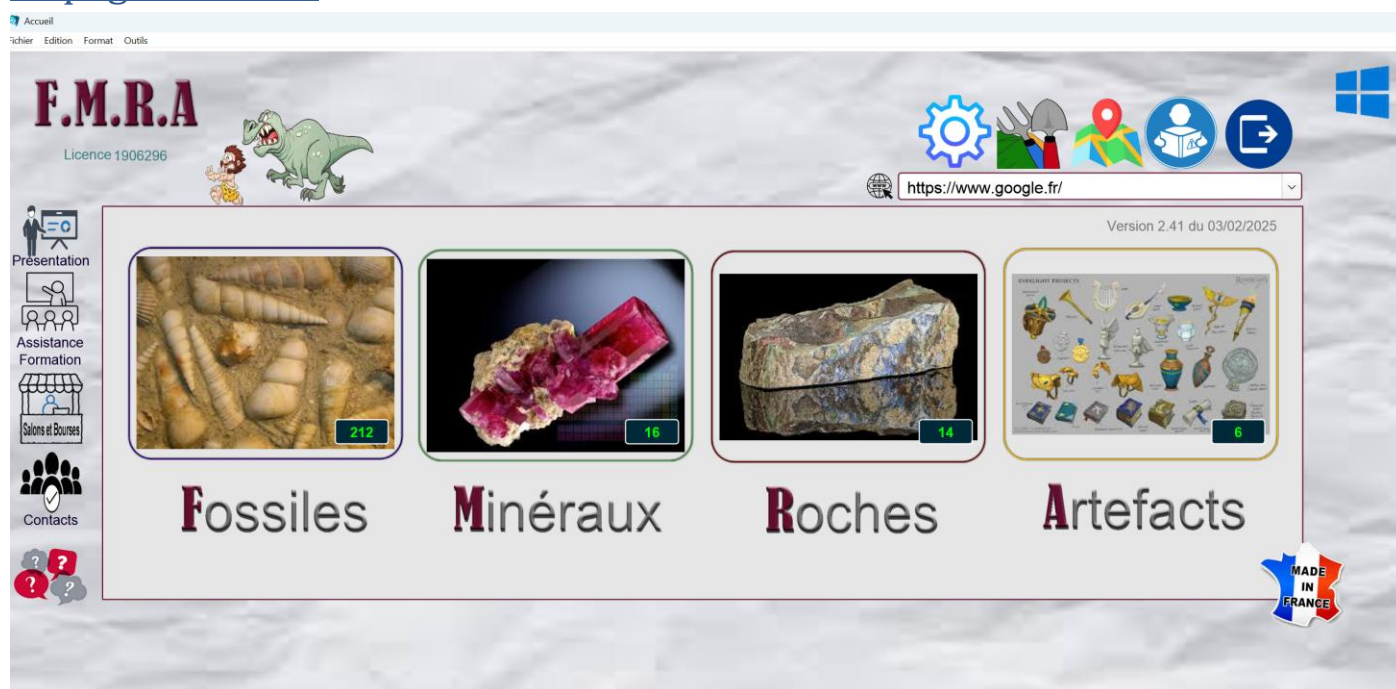 Accueil
Fichier Edition Format Outils
F.M.R.A
Licence 1906296
https://www.google.fr/
Version 2.41 du 03/02/2025
Présentation
Assistance
Formation
Salons et Bourses
Contacts
212
16
14
6
Fossiles
Minéraux
Roches
Artefacts
MADE
IN
FRANCE